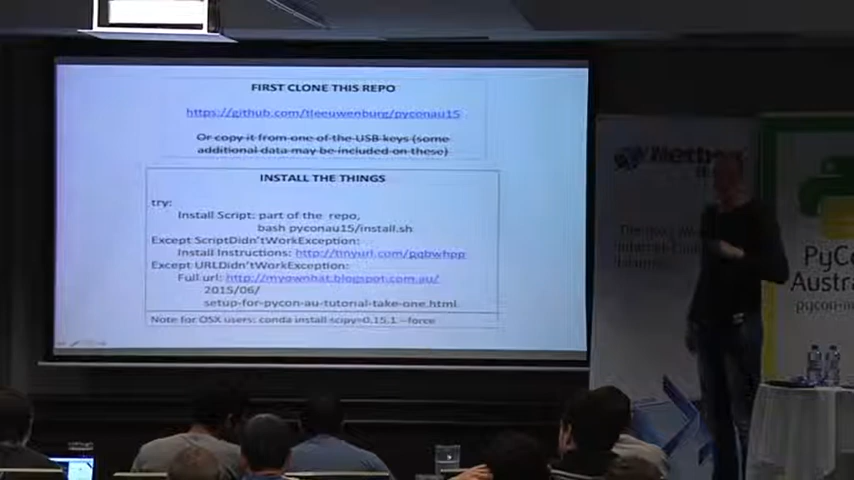 FIRST CLONE THIS REPO
https://github.com/tleeuwenburg/pyconau15
Or copy it from one of the USB keys (some
additional data may be included on these)
INSTALL THE THINGS
try:
Install Script: part of the repo,
bash pyconau15/install.sh
Except ScriptDidn'tWorkException:
Install Instructions: http://tinyurl.com/pqbwhpp
Except URLDidn'tWorkException:
Full url: http://myownhat.blogspot.com.au/
2015/06/
setup-for-pycon-au-tutorial-take-one.html
Note for OSX users: conda install scipy=0.15.1 --force
PyCo
Austra
pycon-